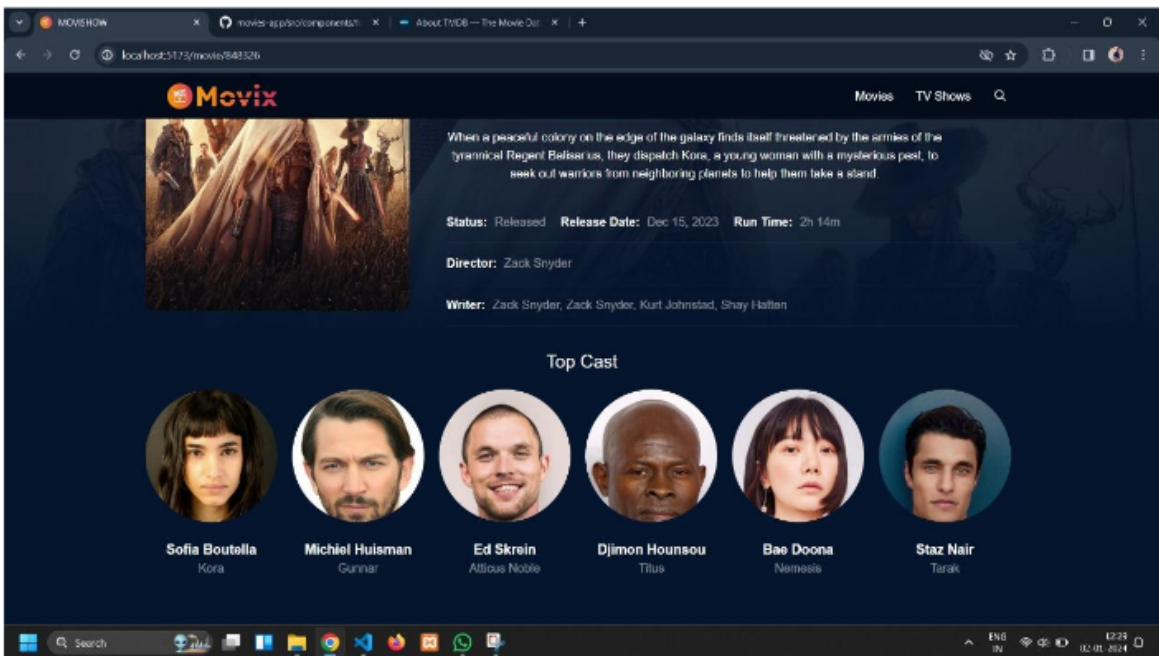 MOVISHOW
movies-app/src/components/
About TMDB — The Movie Dat
localhost:5173/movie/848326
Movix
Movies TV Shows
When a peaceful colony on the edge of the galaxy finds itself threatened by the armies of the
tyrannical Regent Belisarius, they dispatch Kora, a young woman with a mysterious past, to
seek out warriors from neighboring planets to help them take a stand.
Status: Released Release Date: Dec 15, 2023 Run Time: 2h 14m
Director: Zack Snyder
Writer: Zack Snyder, Zack Snyder, Kurt Johnstad, Shay Hatten
Top Cast
Sofia Boutella
Kora
Michiel Huisman
Gunnar
Ed Skrein
Atticus Noble
Djimon Hounsou
Titus
Bae Doona
Nemesis
Staz Nair
Tarak
Search
ENG
IN
12:29
02-01-2024